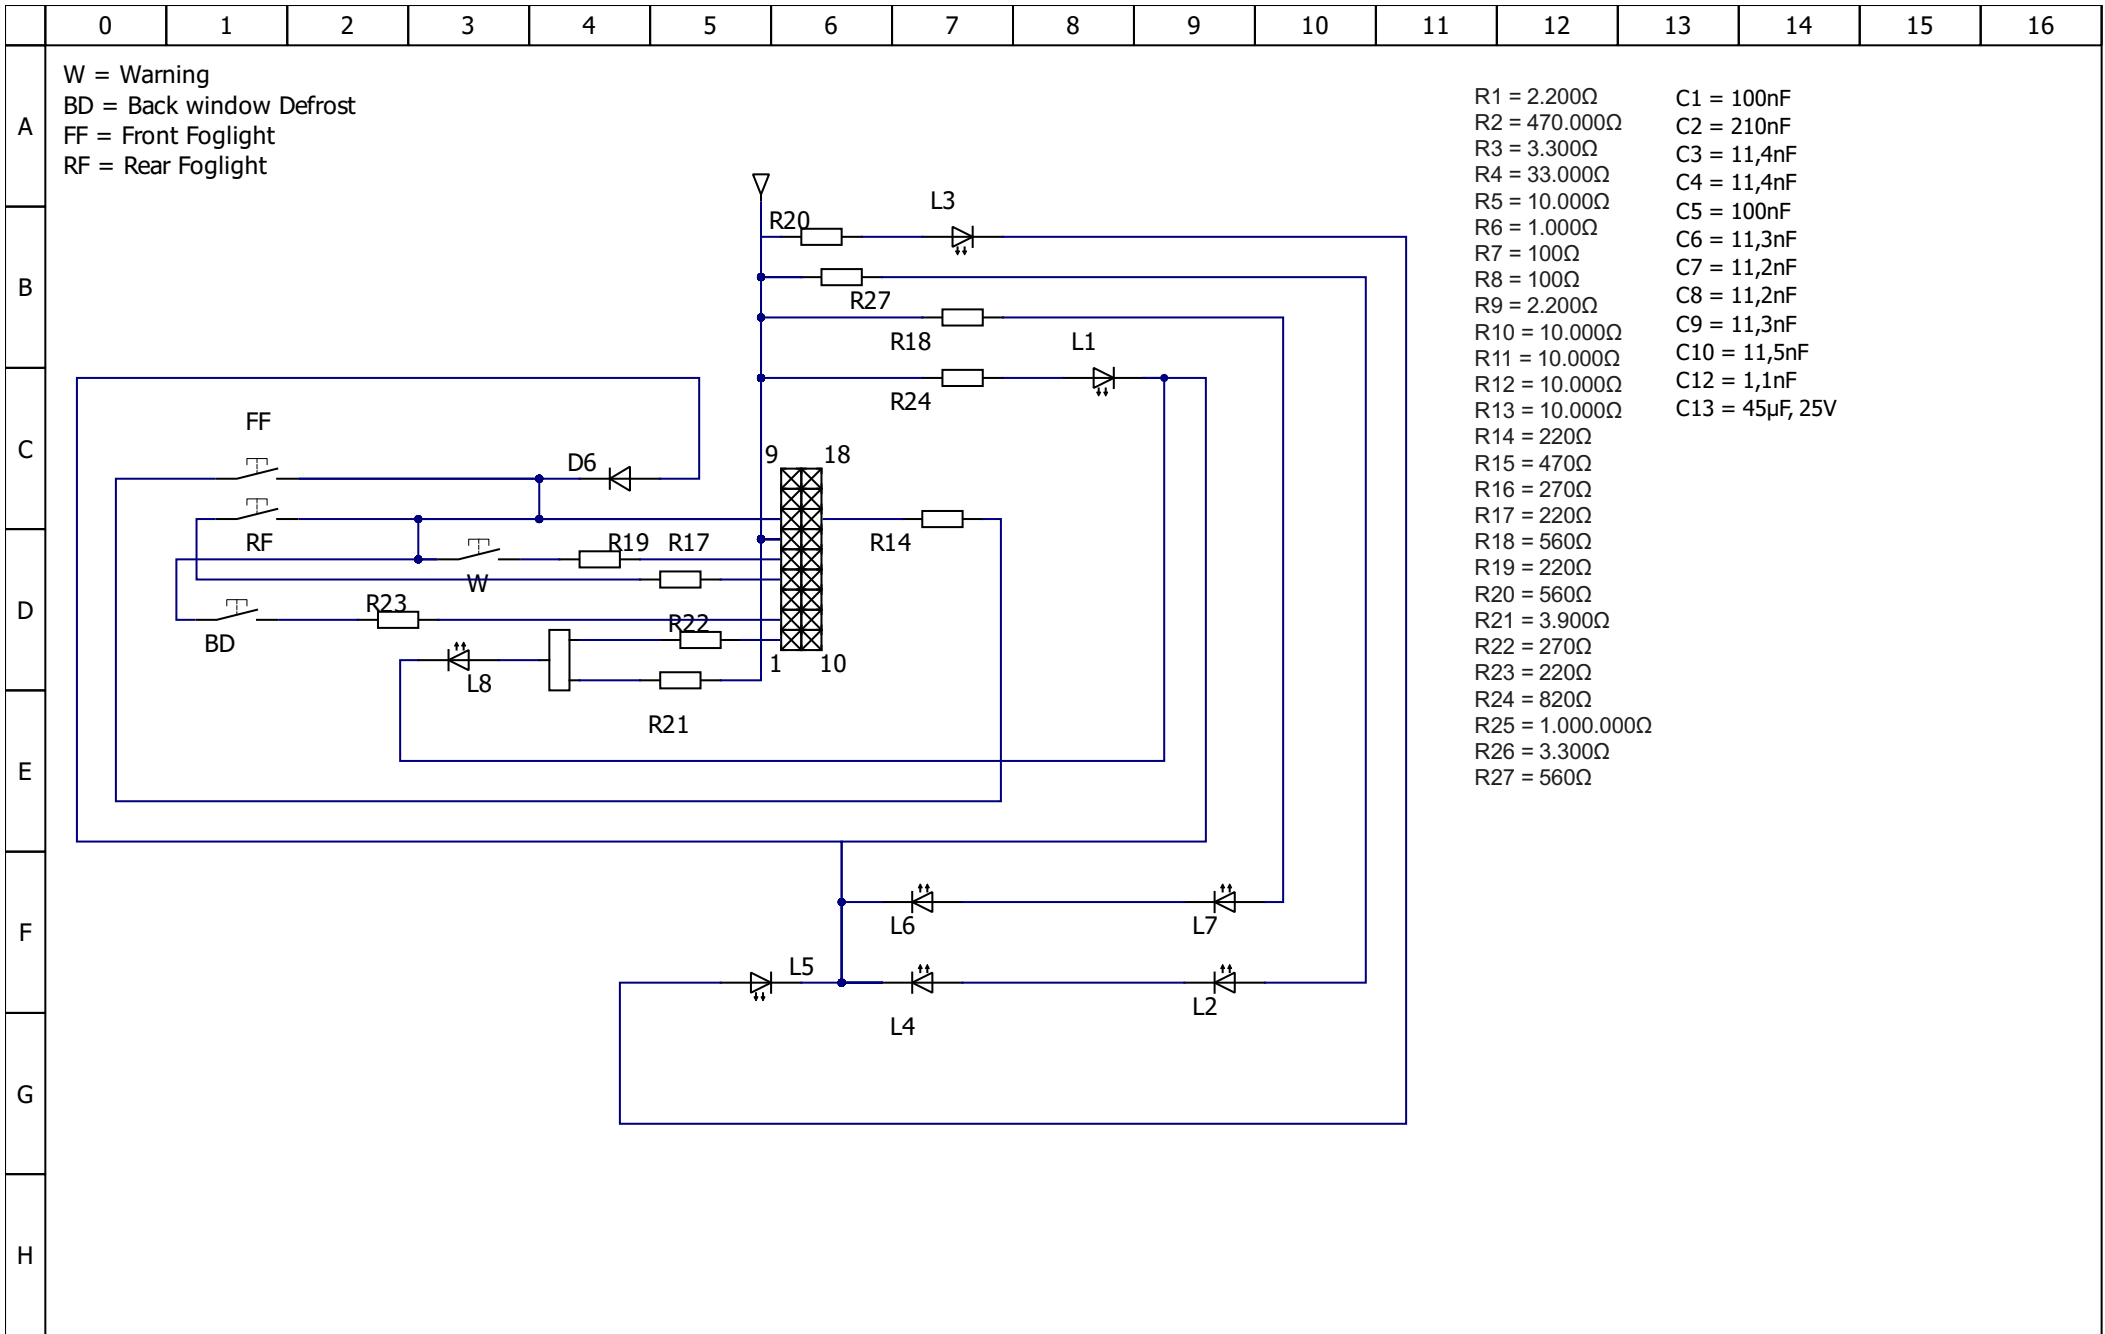 0 1 2 3 4 5 6 7 8 9 10 11 12 13 14 15 16
A
B
C
D
E
F
G
H
W = Warning
BD = Back window Defrost
FF = Front Foglight
RF = Rear Foglight
R20
L3
R27
R18
L1
R24
FF
D6
9 18
RF
R19 R17
R14
W
R23
R22
BD
L8
1 10
R21
L6
L7
L5
L2
L4
R1 = 2.200Ω
R2 = 470.000Ω
R3 = 3.300Ω
R4 = 33.000Ω
R5 = 10.000Ω
R6 = 1.000Ω
R7 = 100Ω
R8 = 100Ω
R9 = 2.200Ω
R10 = 10.000Ω
R11 = 10.000Ω
R12 = 10.000Ω
R13 = 10.000Ω
R14 = 220Ω
R15 = 470Ω
R16 = 270Ω
R17 = 220Ω
R18 = 560Ω
R19 = 220Ω
R20 = 560Ω
R21 = 3.900Ω
R22 = 270Ω
R23 = 220Ω
R24 = 820Ω
R25 = 1.000.000Ω
R26 = 3.300Ω
R27 = 560Ω
C1 = 100nF
C2 = 210nF
C3 = 11,4nF
C4 = 11,4nF
C5 = 100nF
C6 = 11,3nF
C7 = 11,2nF
C8 = 11,2nF
C9 = 11,3nF
C10 = 11,5nF
C12 = 1,1nF
C13 = 45µF, 25V